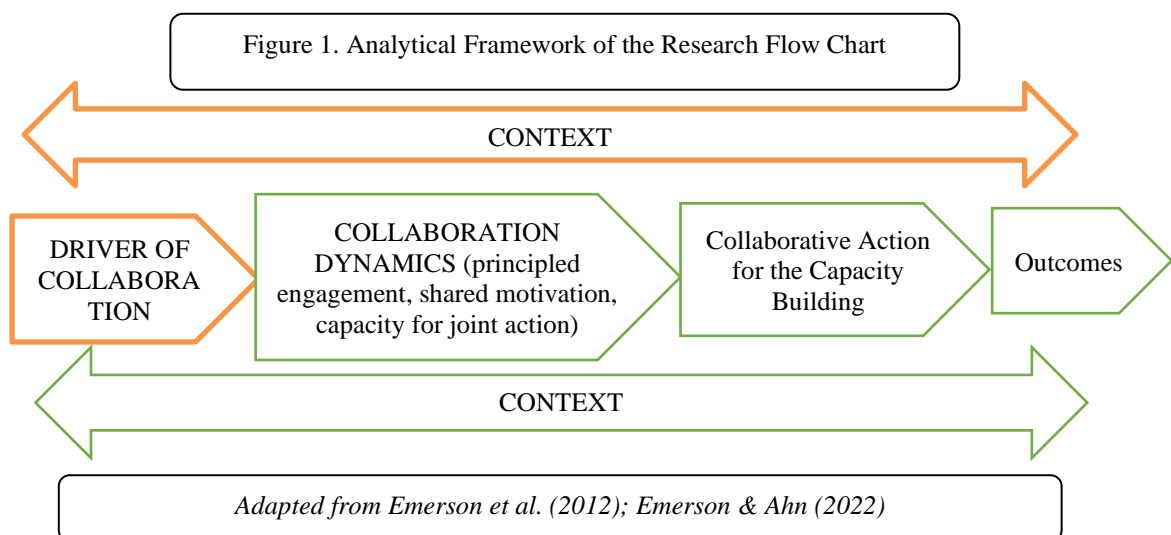 Figure 1. Analytical Framework of the Research Flow Chart
CONTEXT
DRIVER OF
COLLABORA
TION
COLLABORATION
DYNAMICS (principled
engagement, shared motivation,
capacity for joint action)
Collaborative Action
for the Capacity
Building
Outcomes
CONTEXT
Adapted from Emerson et al. (2012); Emerson & Ahn (2022)